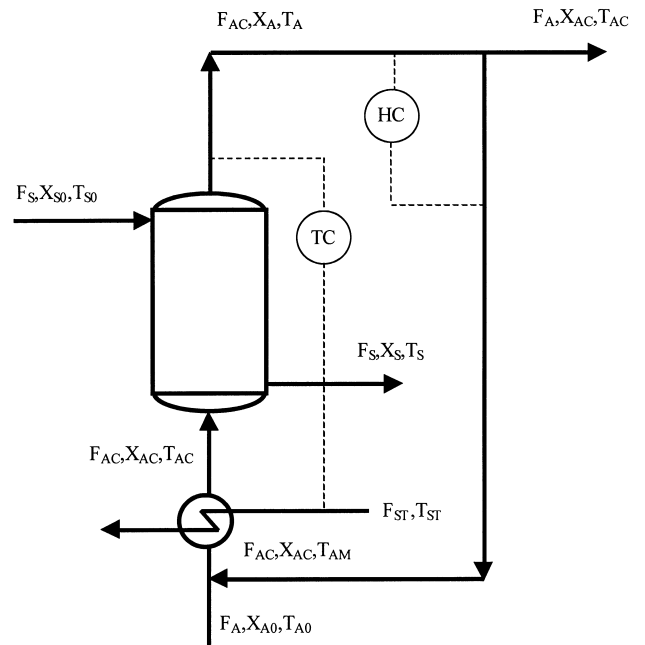 F_AC,X_A,T_A
F_A,X_AC,T_AC
HC
F_S,X_S0,T_S0
TC
F_S,X_S,T_S
F_AC,X_AC,T_AC
F_ST,T_ST
F_AC,X_AC,T_AM
F_A,X_A0,T_A0